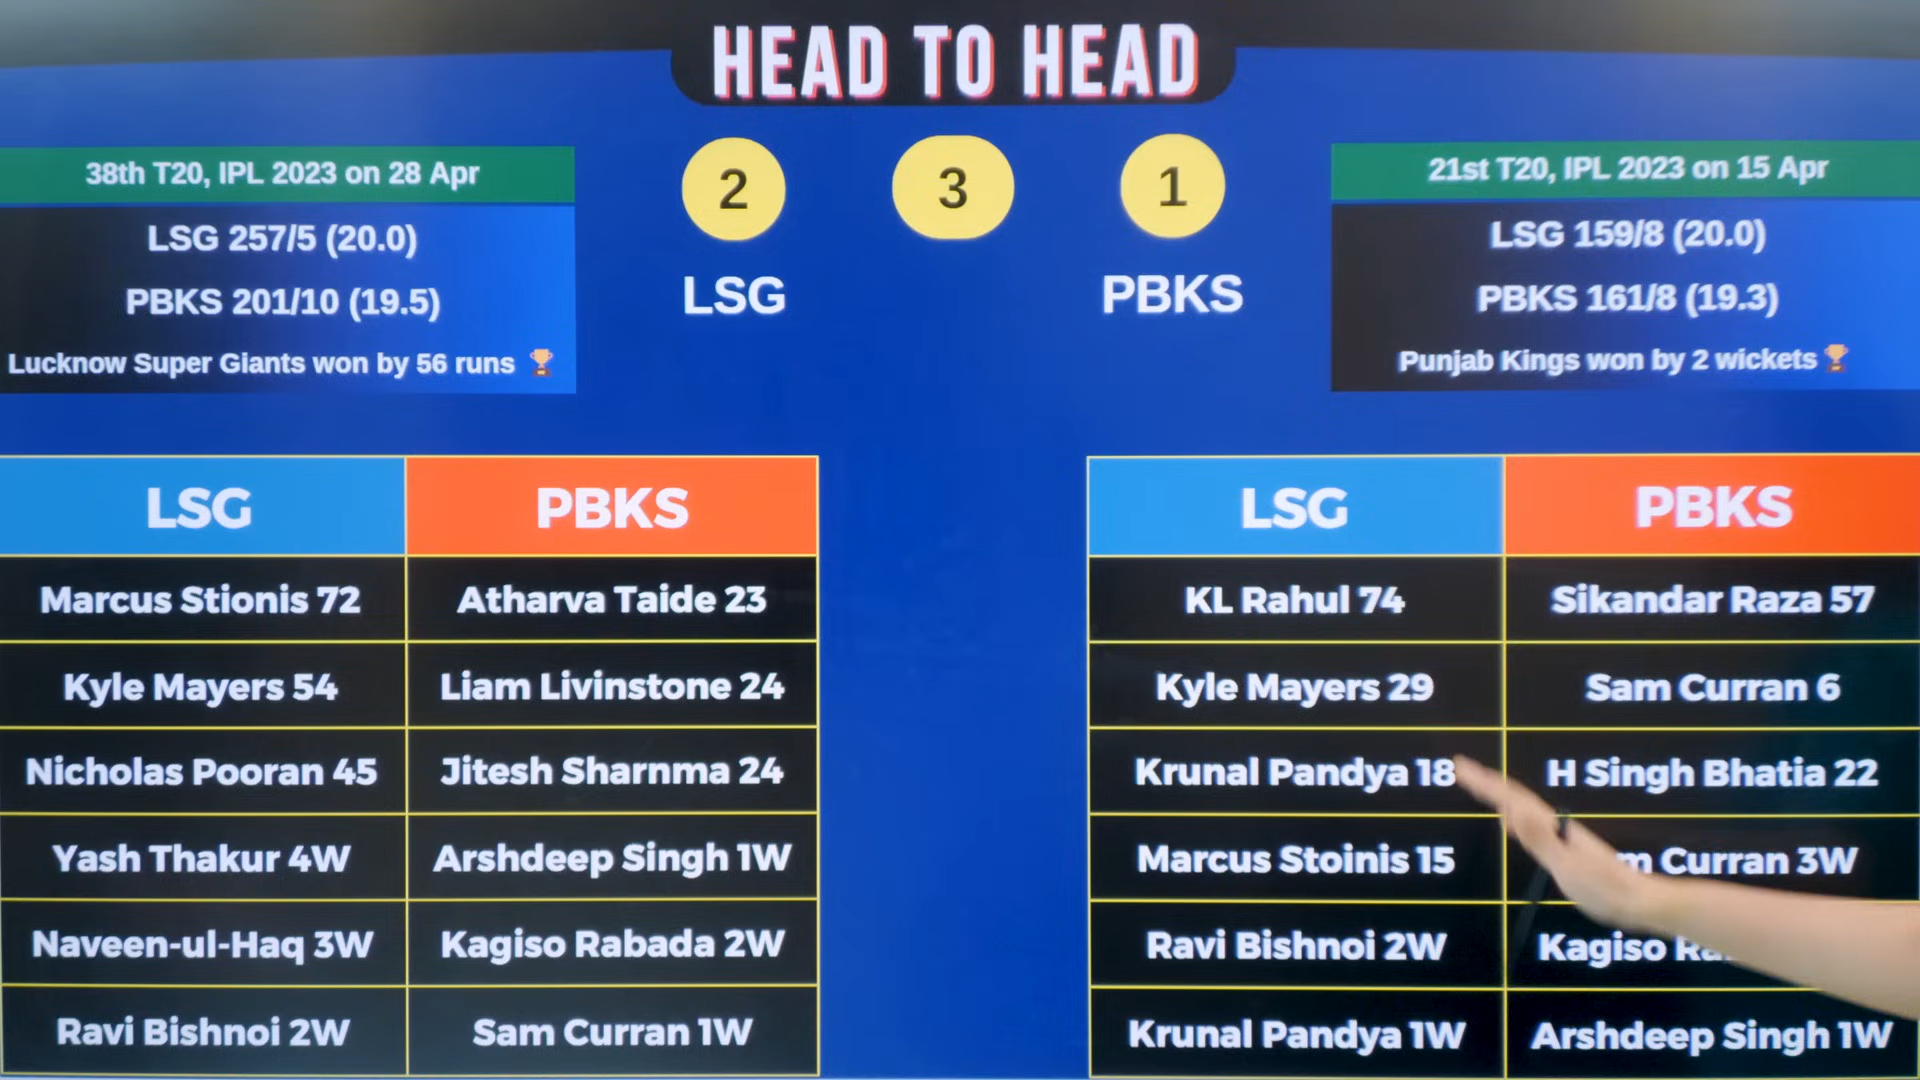 HEAD TO HEAD
38th T20, IPL 2023 on 28 Apr
LSG 257/5 (20.0)
PBKS 201/10 (19.5)
Lucknow Super Giants won by 56 runs
2
3
1
LSG
PBKS
21st T20, IPL 2023 on 15 Apr
LSG 159/8 (20.0)
PBKS 161/8 (19.3)
Punjab Kings won by 2 wickets
LSG PBKS
Marcus Stionis 72 Atharva Taide 23
Kyle Mayers 54 Liam Livinstone 24
Nicholas Pooran 45 Jitesh Sharnma 24
Yash Thakur 4W Arshdeep Singh 1W
Naveen-ul-Haq 3W Kagiso Rabada 2W
Ravi Bishnoi 2W Sam Curran 1W
LSG PBKS
KL Rahul 74 Sikandar Raza 57
Kyle Mayers 29 Sam Curran 6
Krunal Pandya 18 H Singh Bhatia 22
Marcus Stoinis 15 Curran 3W
Ravi Bishnoi 2W Kagiso
Krunal Pandya 1W Arshdeep Singh 1W